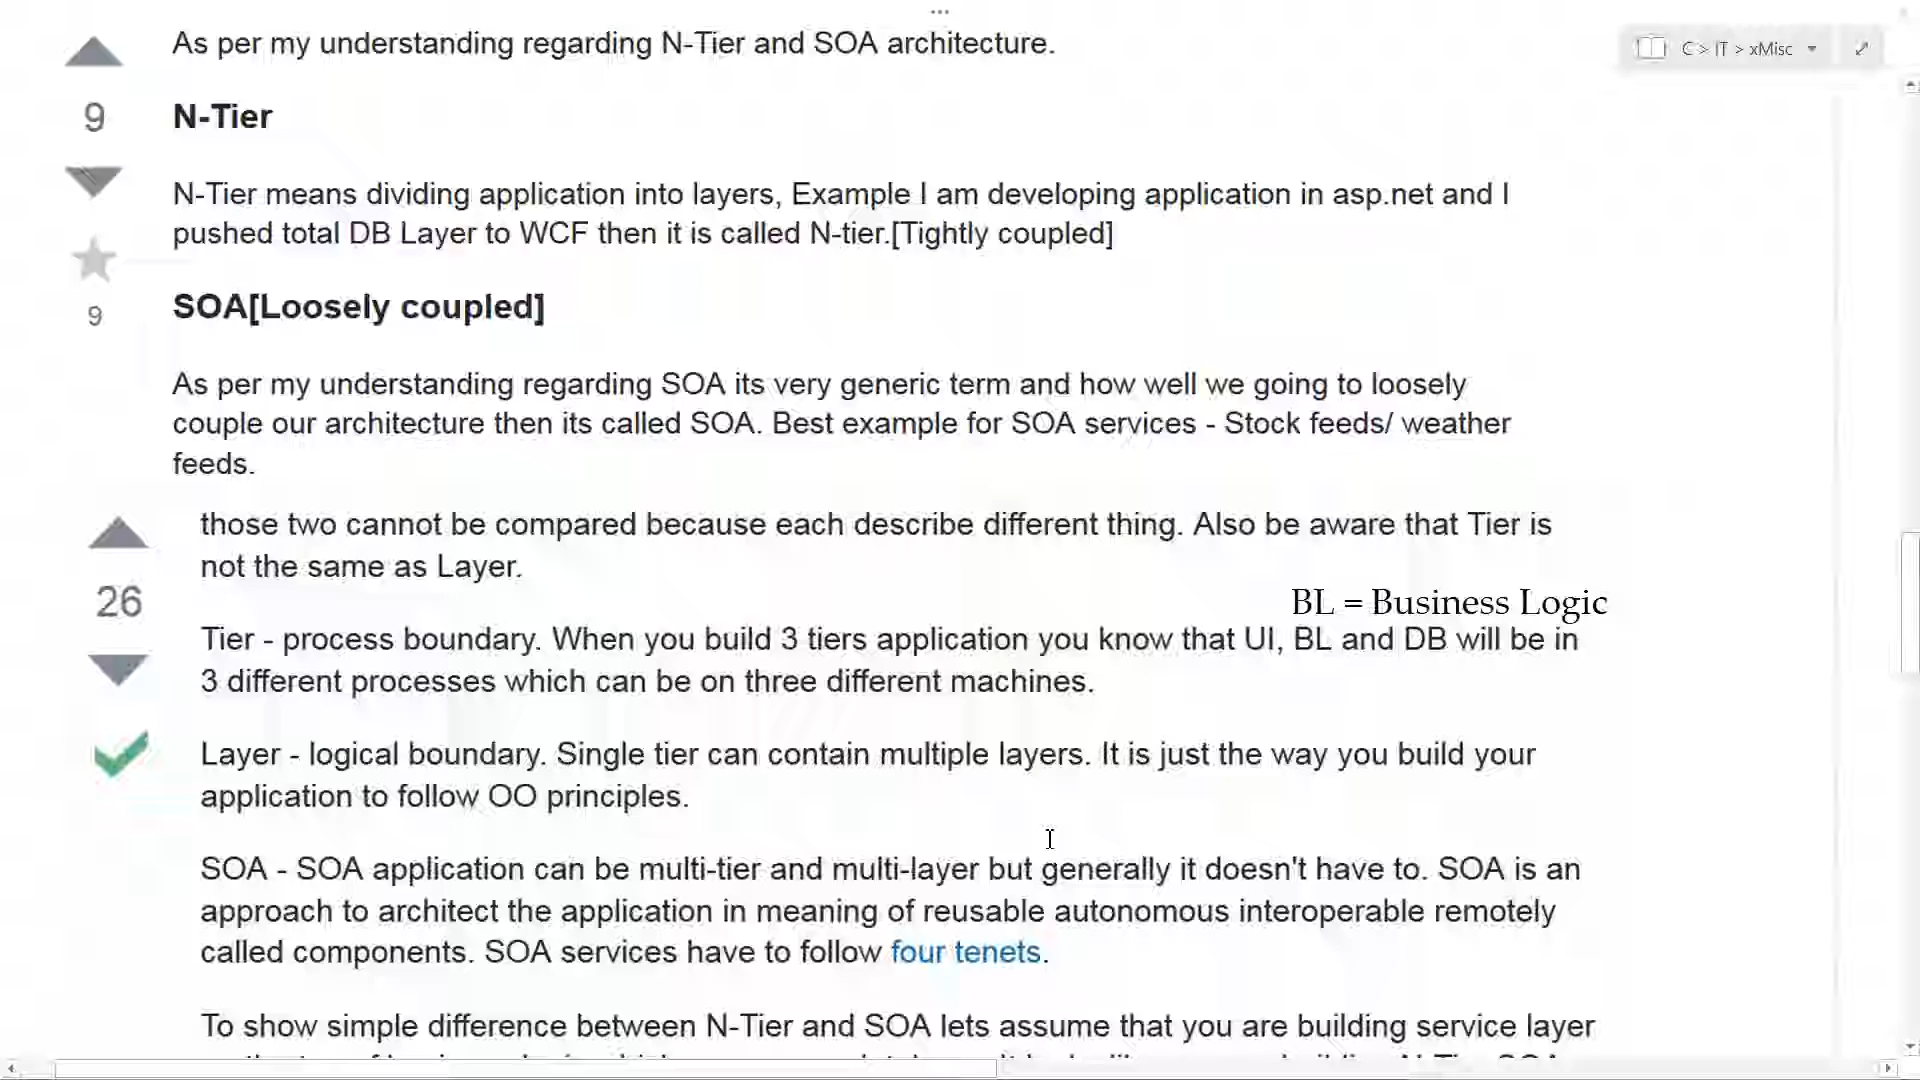 ...
As per my understanding regarding N-Tier and SOA architecture.
C > IT > xMisc
9
N-Tier
N-Tier means dividing application into layers, Example I am developing application in asp.net and I
pushed total DB Layer to WCF then it is called N-tier.[Tightly coupled]
9
SOA[Loosely coupled]
As per my understanding regarding SOA its very generic term and how well we going to loosely
couple our architecture then its called SOA. Best example for SOA services - Stock feeds/ weather
feeds.
those two cannot be compared because each describe different thing. Also be aware that Tier is
not the same as Layer.
26
BL = Business Logic
Tier - process boundary. When you build 3 tiers application you know that UI, BL and DB will be in
3 different processes which can be on three different machines.
Layer - logical boundary. Single tier can contain multiple layers. It is just the way you build your
application to follow OO principles.
SOA - SOA application can be multi-tier and multi-layer but generally it doesn't have to. SOA is an
approach to architect the application in meaning of reusable autonomous interoperable remotely
called components. SOA services have to follow four tenets.
To show simple difference between N-Tier and SOA lets assume that you are building service layer